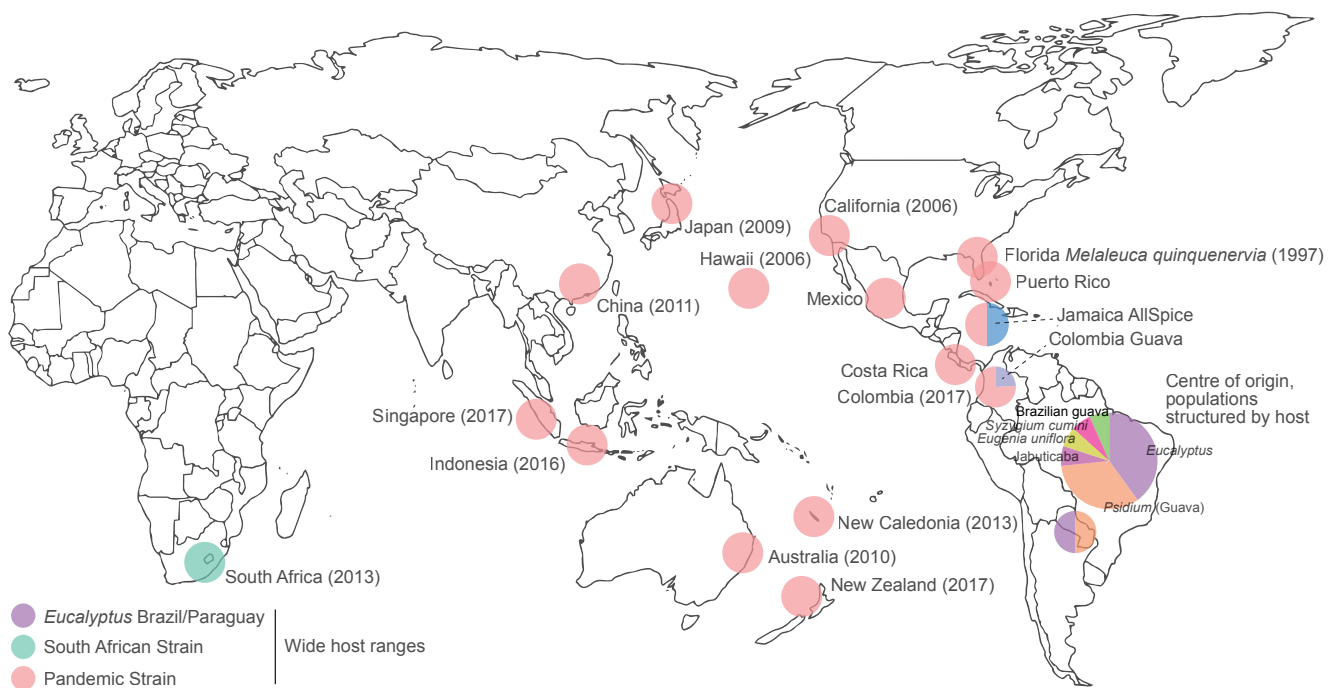 California (2006)
Japan (2009)
Hawaii (2006)
Florida Melaleuca quinquenervia (1997)
Puerto Rico
China (2011)
Mexico
Jamaica AllSpice
Colombia Guava
Costa Rica
Colombia (2017)
Centre of origin,
populations
structured by host
Singapore (2017)
Brazilian guava
Syzygium cumini
Eugenia uniflora
Jabuticaba
Eucalyptus
Indonesia (2016)
Psidium (Guava)
New Caledonia (2013)
Australia (2010)
South Africa (2013)
New Zealand (2017)
Eucalyptus Brazil/Paraguay
South African Strain
Wide host ranges
Pandemic Strain